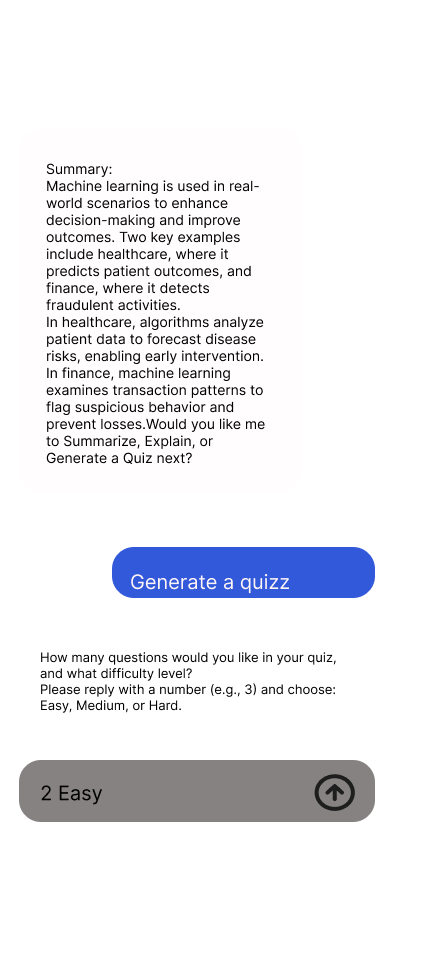 Summary:
Machine learning is used in real-
world scenarios to enhance
decision-making and improve
outcomes. Two key examples
include healthcare, where it
predicts patient outcomes, and
finance, where it detects
fraudulent activities.
In healthcare, algorithms analyze
patient data to forecast disease
risks, enabling early intervention.
In finance, machine learning
examines transaction patterns to
flag suspicious behavior and
prevent losses.Would you like me
to Summarize, Explain, or
Generate a Quiz next?
Generate a quizz
How many questions would you like in your quiz,
and what difficulty level?
Please reply with a number (e.g., 3) and choose:
Easy, Medium, or Hard.
2 Easy